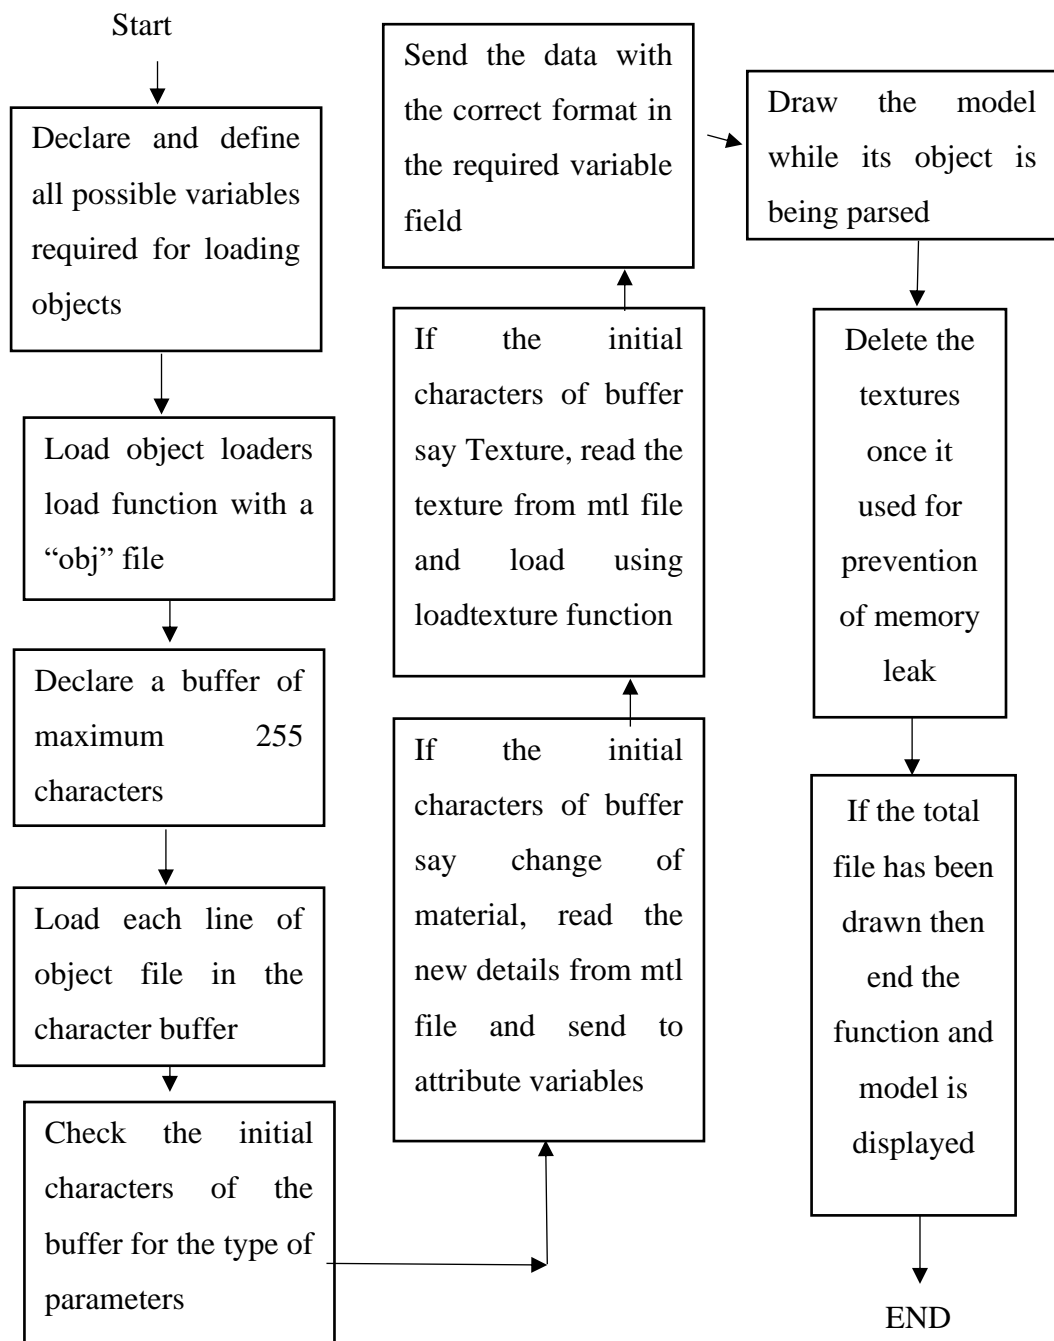 Start
Declare and define
all possible variables
required for loading
objects
Load object loaders
load function with a
“obj” file
Declare a buffer of
maximum 255
characters
Load each line of
object file in the
character buffer
Check the initial
characters of the
buffer for the type of
parameters
If the initial
characters of buffer
say change of
material, read the
new details from mtl
file and send to
attribute variables
If the initial
characters of buffer
say Texture, read the
texture from mtl file
and load using
loadtexture function
Send the data with
the correct format in
the required variable
field
Draw the model
while its object is
being parsed
Delete the
textures
once it
used for
prevention
of memory
leak
If the total
file has been
drawn then
end the
function and
model is
displayed
END